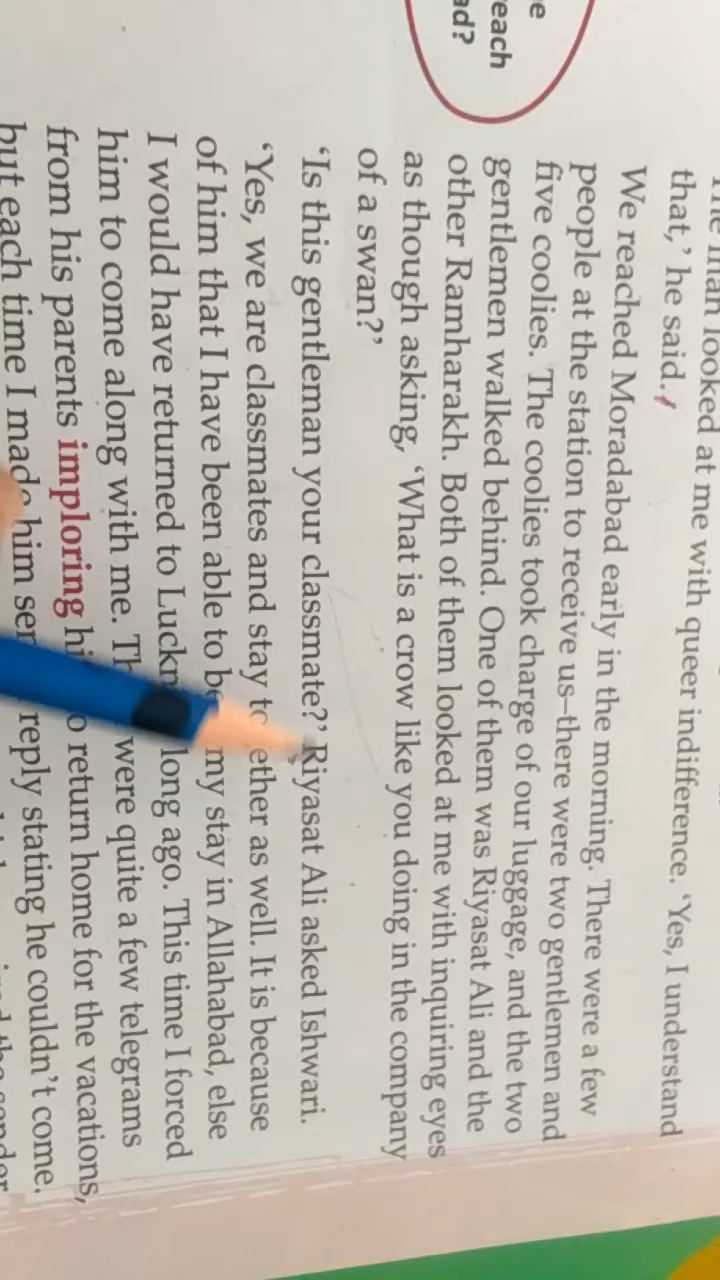 e
each
ad?
man looked at me with queer indifference. ‘Yes, I understand
that,’ he said.
We reached Moradabad early in the morning. There were a few
people at the station to receive us–there were two gentlemen and
five coolies. The coolies took charge of our luggage, and the two
gentlemen walked behind. One of them was Riyasat Ali and the
other Ramharakh. Both of them looked at me with inquiring eyes
as though asking, ‘What is a crow like you doing in the company
of a swan?’
‘Is this gentleman your classmate?’ Riyasat Ali asked Ishwari.
‘Yes, we are classmates and stay together as well. It is because
of him that I have been able to my stay in Allahabad, else
I would have returned to Luckn long ago. This time I forced
him to come along with me. Th were quite a few telegrams
from his parents imploring hi o return home for the vacations,
but each time I made him sen reply stating he couldn’t come.